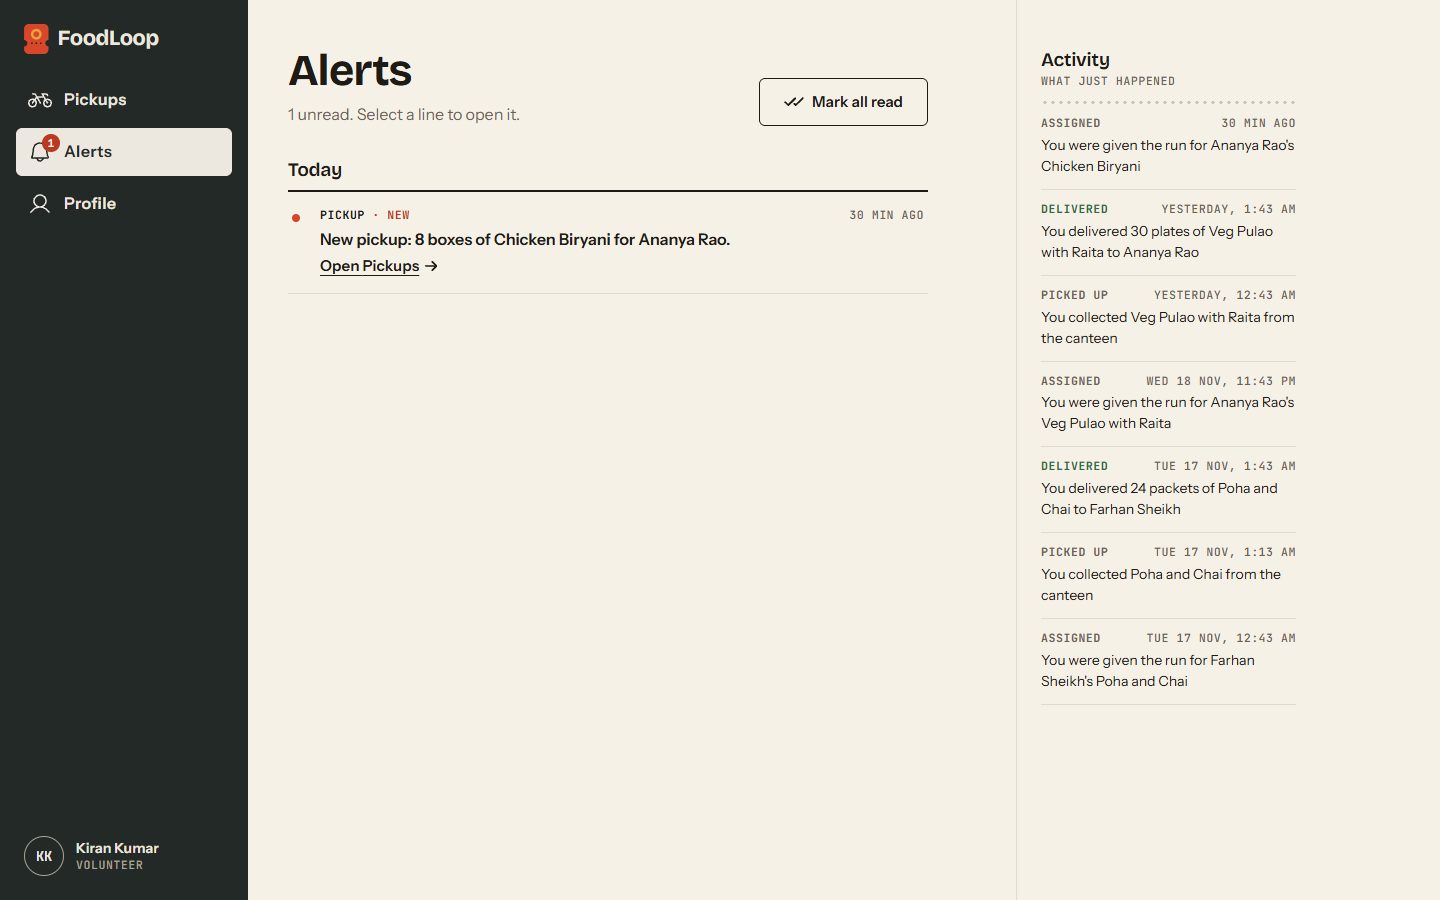 FoodLoop
Pickups
1
Alerts
Profile
KK
Kiran Kumar
VOLUNTEER
Alerts
1 unread. Select a line to open it.
Mark all read
Today
PICKUP · NEW
30 MIN AGO
New pickup: 8 boxes of Chicken Biryani for Ananya Rao.
Open Pickups →
Activity
WHAT JUST HAPPENED
ASSIGNED 30 MIN AGO
You were given the run for Ananya Rao's
Chicken Biryani
DELIVERED YESTERDAY, 1:43 AM
You delivered 30 plates of Veg Pulao
with Raita to Ananya Rao
PICKED UP YESTERDAY, 12:43 AM
You collected Veg Pulao with Raita from
the canteen
ASSIGNED WED 18 NOV, 11:43 PM
You were given the run for Ananya Rao's
Veg Pulao with Raita
DELIVERED TUE 17 NOV, 1:43 AM
You delivered 24 packets of Poha and
Chai to Farhan Sheikh
PICKED UP TUE 17 NOV, 1:13 AM
You collected Poha and Chai from the
canteen
ASSIGNED TUE 17 NOV, 12:43 AM
You were given the run for Farhan
Sheikh's Poha and Chai